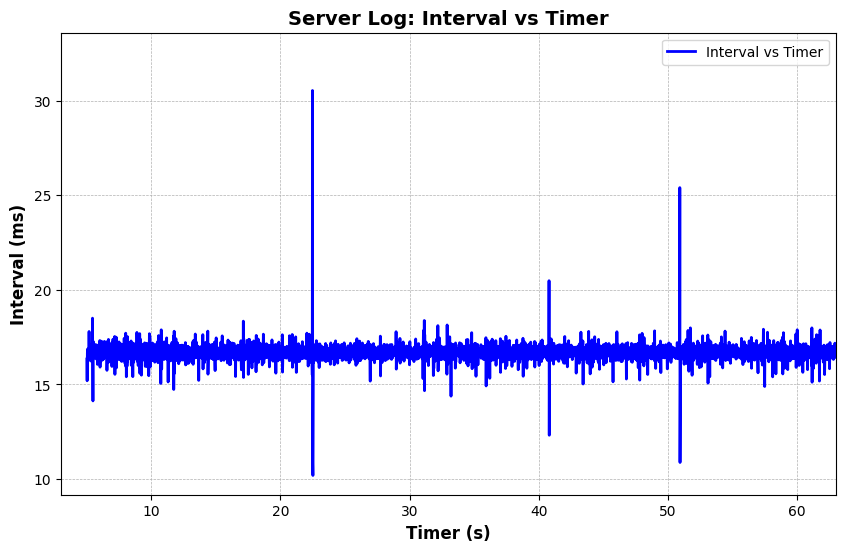 Server Log: Interval vs Timer
Interval vs Timer
30
25
20
15
10
Interval (ms)
10 20 30 40 50 60
Timer (s)